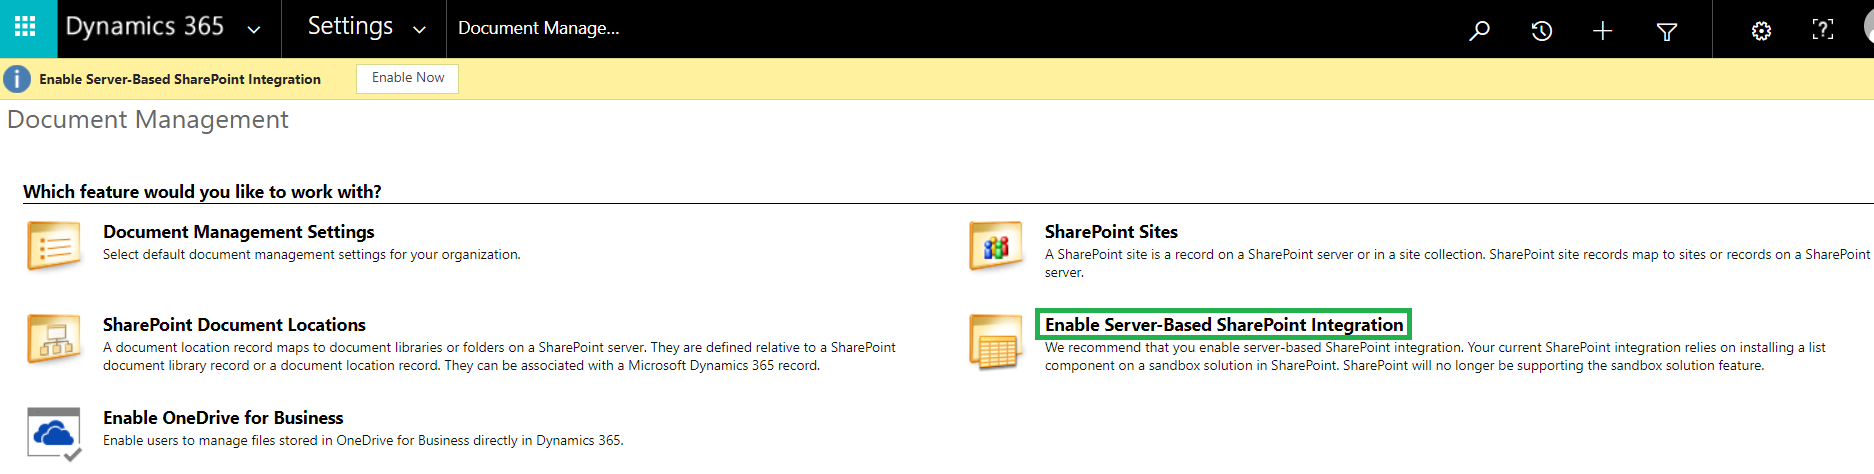 Dynamics 365
Settings
Document Manage...
Enable Server-Based SharePoint Integration
Enable Now
Document Management
Which feature would you like to work with?
Document Management Settings
Select default document management settings for your organization.
SharePoint Sites
A SharePoint site is a record on a SharePoint server or in a site collection. SharePoint site records map to sites or records on a SharePoint
server.
SharePoint Document Locations
A document location record maps to document libraries or folders on a SharePoint server. They are defined relative to a SharePoint
document library record or a document location record. They can be associated with a Microsoft Dynamics 365 record.
Enable Server-Based SharePoint Integration
We recommend that you enable server-based SharePoint integration. Your current SharePoint integration relies on installing a list
component on a sandbox solution in SharePoint. SharePoint will no longer be supporting the sandbox solution feature.
Enable OneDrive for Business
Enable users to manage files stored in OneDrive for Business directly in Dynamics 365.